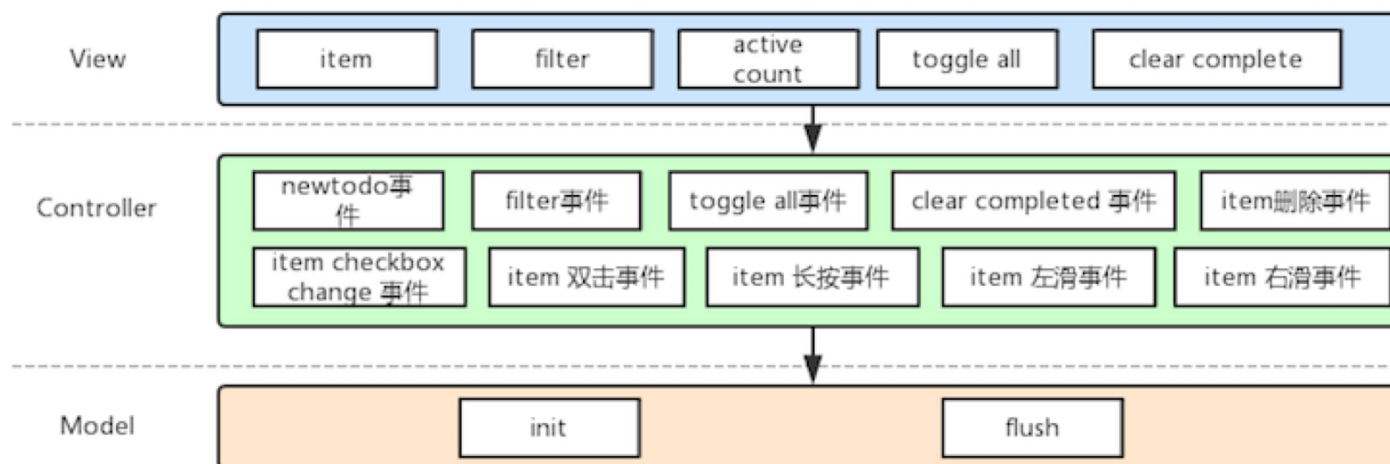 View
item
filter
active
count
toggle all
clear complete
Controller
newtodo事
件
filter事件
toggle all事件
clear completed 事件
item删除事件
item checkbox
change 事件
item 双击事件
item 长按事件
item 左滑事件
item 右滑事件
Model
init
flush